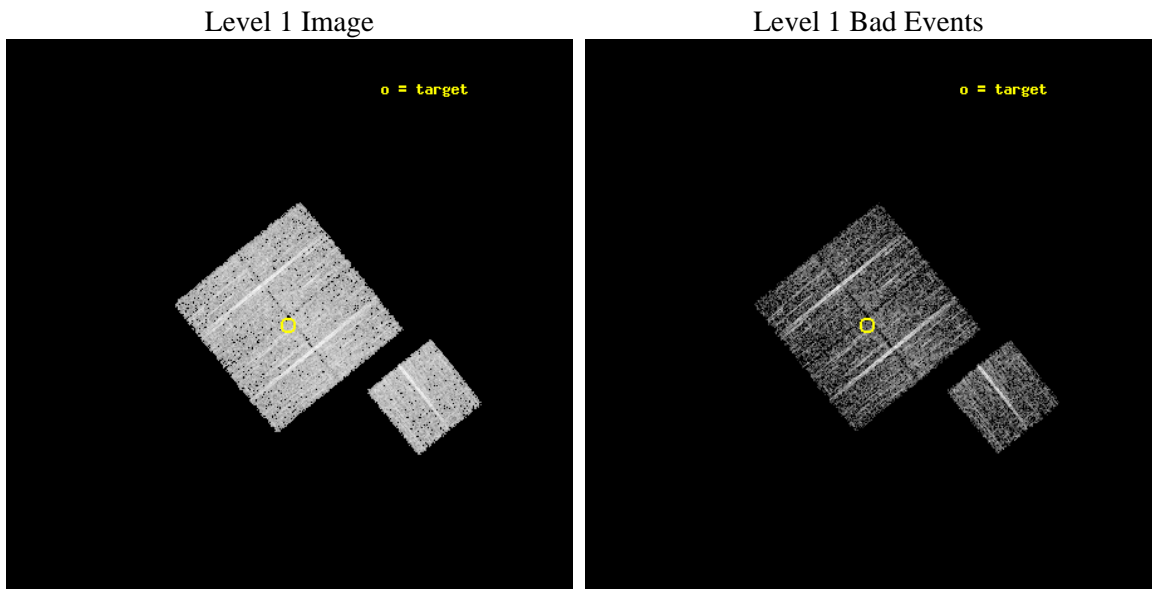 Level 1 Image
Level 1 Bad Events
o = target
o = target